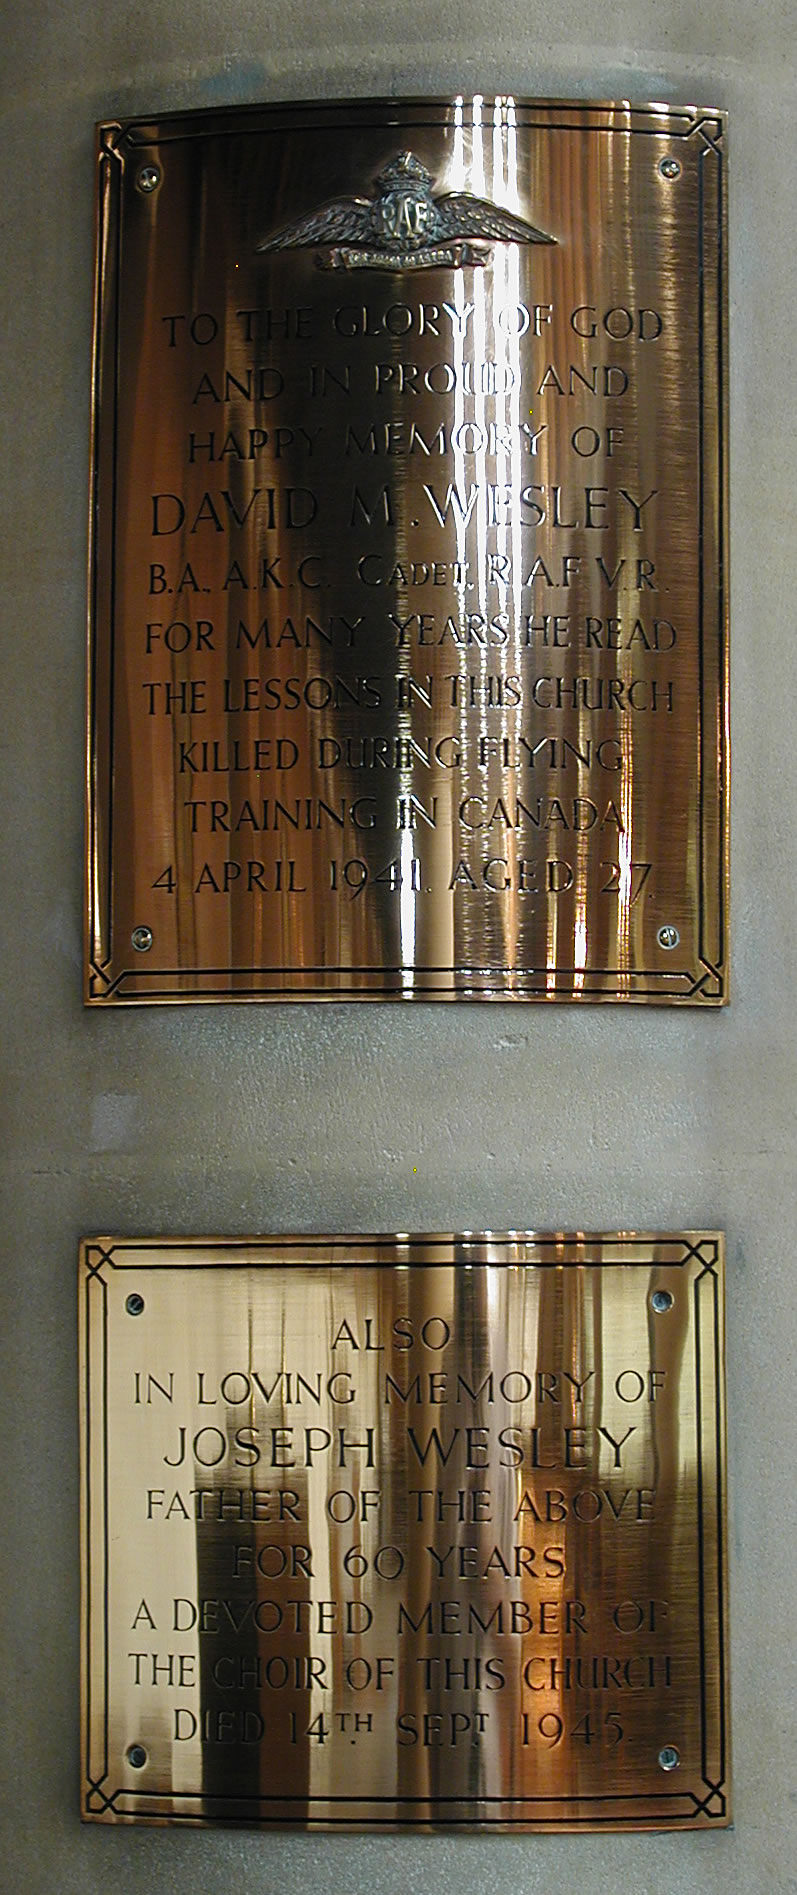 RAF
TO THE GLORY OF GOD
AND IN PROUD AND
HAPPY MEMORY OF
DAVID M. WESLEY
B.A., A.K.C. CADET, R.A.F V.R.
FOR MANY YEARS HE READ
THE LESSONS IN THIS CHURCH
KILLED DURING FLYING
TRAINING IN CANADA
4 APRIL 1941. AGED 27.
ALSO
IN LOVING MEMORY OF
JOSEPH WESLEY
FATHER OF THE ABOVE
FOR 60 YEARS
A DEVOTED MEMBER OF
THE CHOIR OF THIS CHURCH
DIED 14TH SEPT 1945.